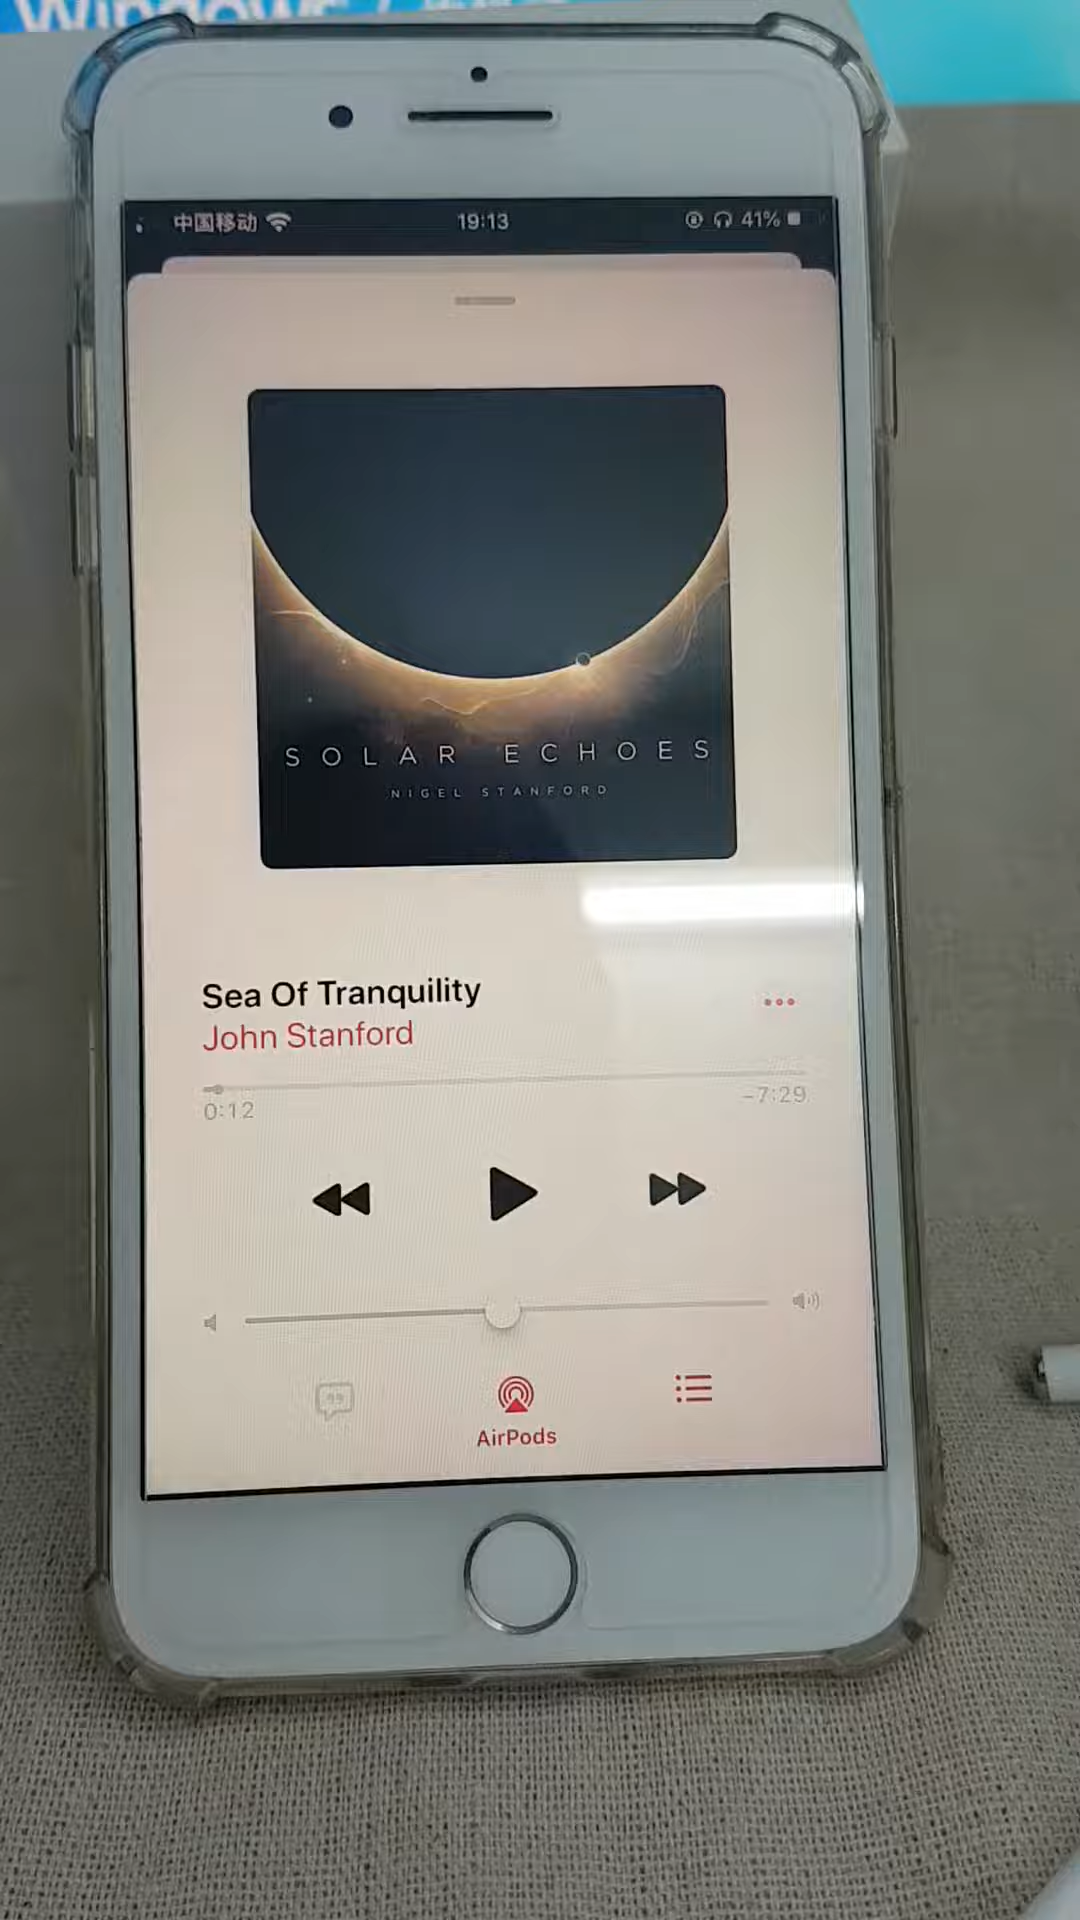 Windows
中国移动
19:13
41%
SOLAR ECHOES
NIGEL STANFORD
Sea Of Tranquility
John Stanford
0:12
-7:29
AirPods